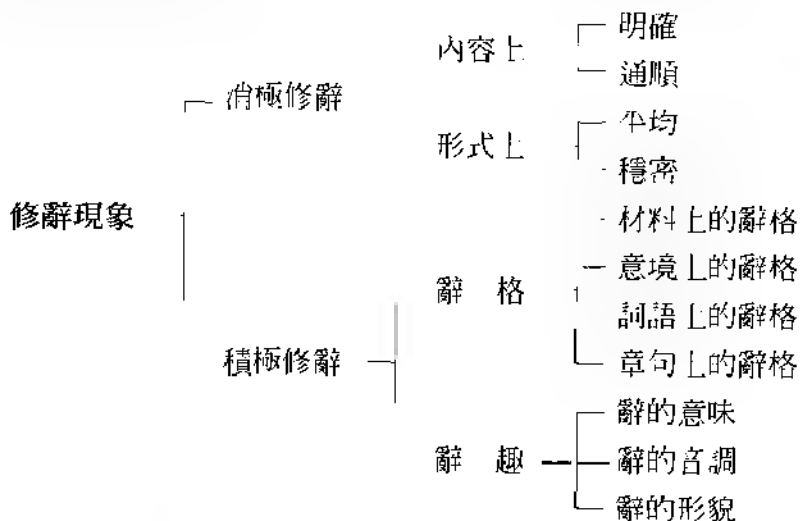 明確
內容上
通順
消極修辭
平均
形式上
穩密
修辭現象
材料上的辭格
意境上的辭格
辭 格
詞語上的辭格
積極修辭
章句上的辭格
辭的意味
辭 趣
辭的音調
辭的形貌